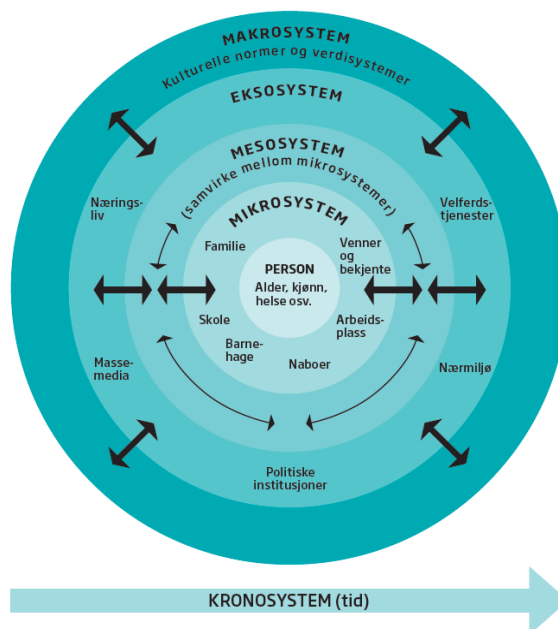 MAKROSYSTEM
Kulturelle normer og verdisystemer
EKSOSYSTEM
MESOSYSTEM
(samvirke mellom mikrosystemer)
Nærings-
liv
Velferds-
tjenester
MIKROSYSTEM
Familie
Venner
og
bekjente
PERSON
Alder, kjønn,
helse osv.
Skole
Arbeids-
plass
Barne-
hage
Naboer
Masse-
media
Nærmiljø
Politiske
institusjoner
KRONOSYSTEM (tid)